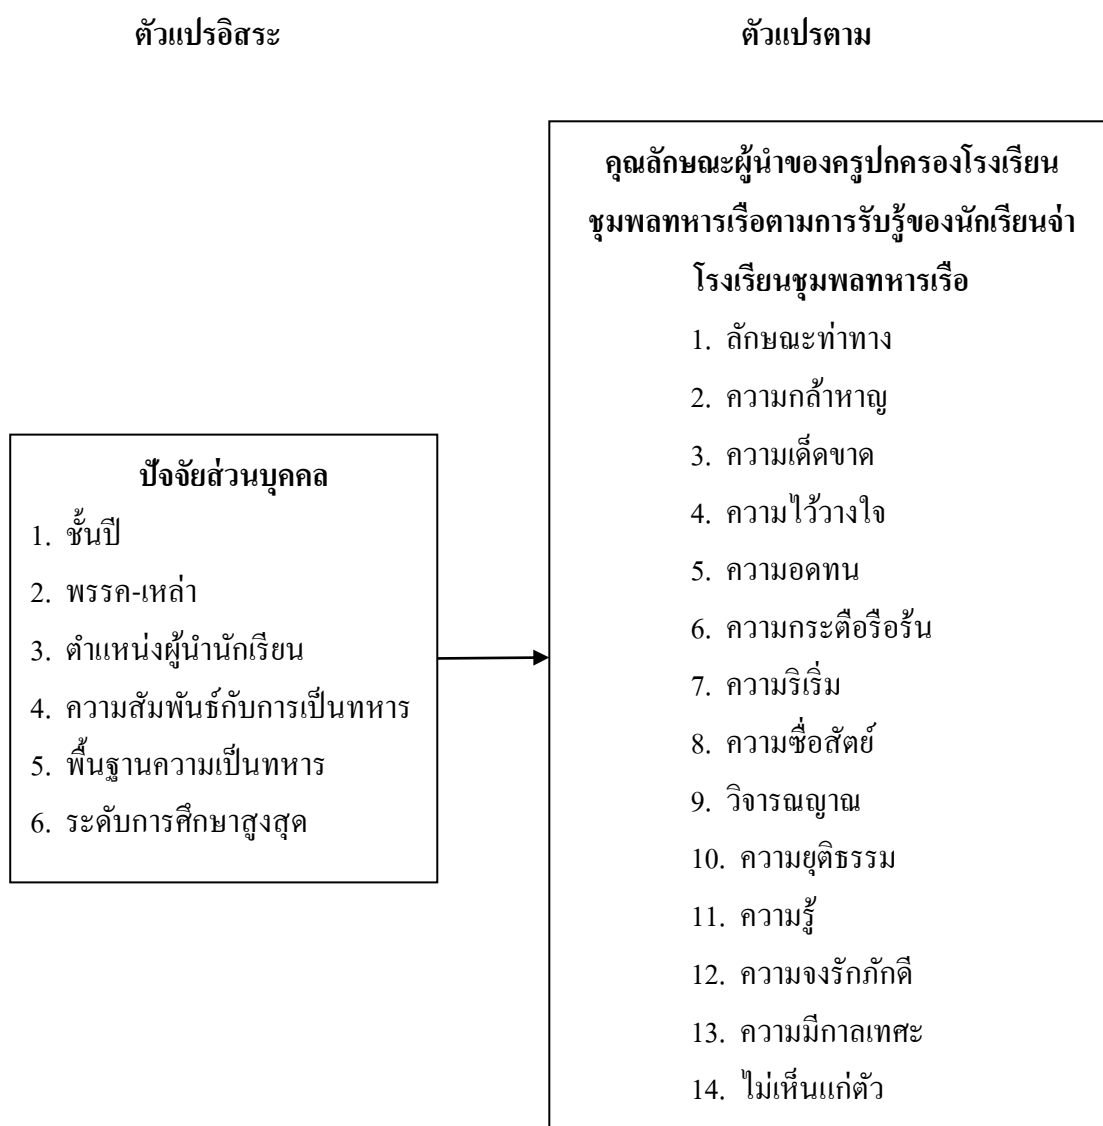 ตัวแปรอิสระ
ตัวแปรตาม
ปัจจัยส่วนบุคคล
1. ชั้นปี
2. พรรค-เหล่า
3. ตำแหน่งผู้นำนักเรียน
4. ความสัมพันธ์กับการเป็นทหาร
5. พื้นฐานความเป็นทหาร
6. ระดับการศึกษาสูงสุด
คุณลักษณะผู้นำของครูปกครองโรงเรียน
ชุมพลทหารเรือตามการรับรู้ของนักเรียนจ่า
โรงเรียนชุมพลทหารเรือ
1. ลักษณะท่าทาง
2. ความกล้าหาญ
3. ความเด็ดขาด
4. ความไว้วางใจ
5. ความอดทน
6. ความกระตือรือร้น
7. ความริเริ่ม
8. ความซื่อสัตย์
9. วิจารณญาณ
10. ความยุติธรรม
11. ความรู้
12. ความจงรักภักดี
13. ความมีกาลเทศะ
14. ไม่เห็นแก่ตัว